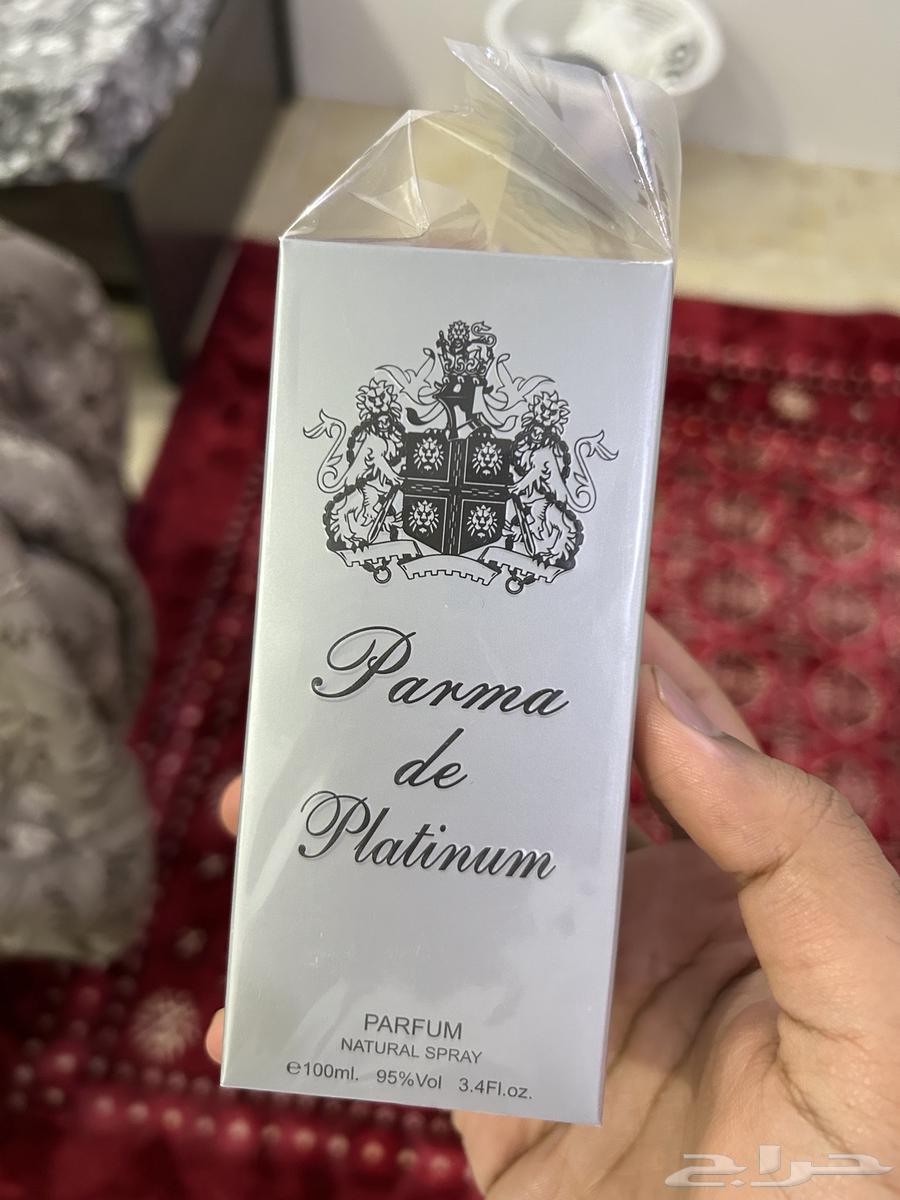 Parma
de
Platinum
PARFUM
NATURAL SPRAY
℮100ml. 95%Vol 3.4Fl.oz.
حراج